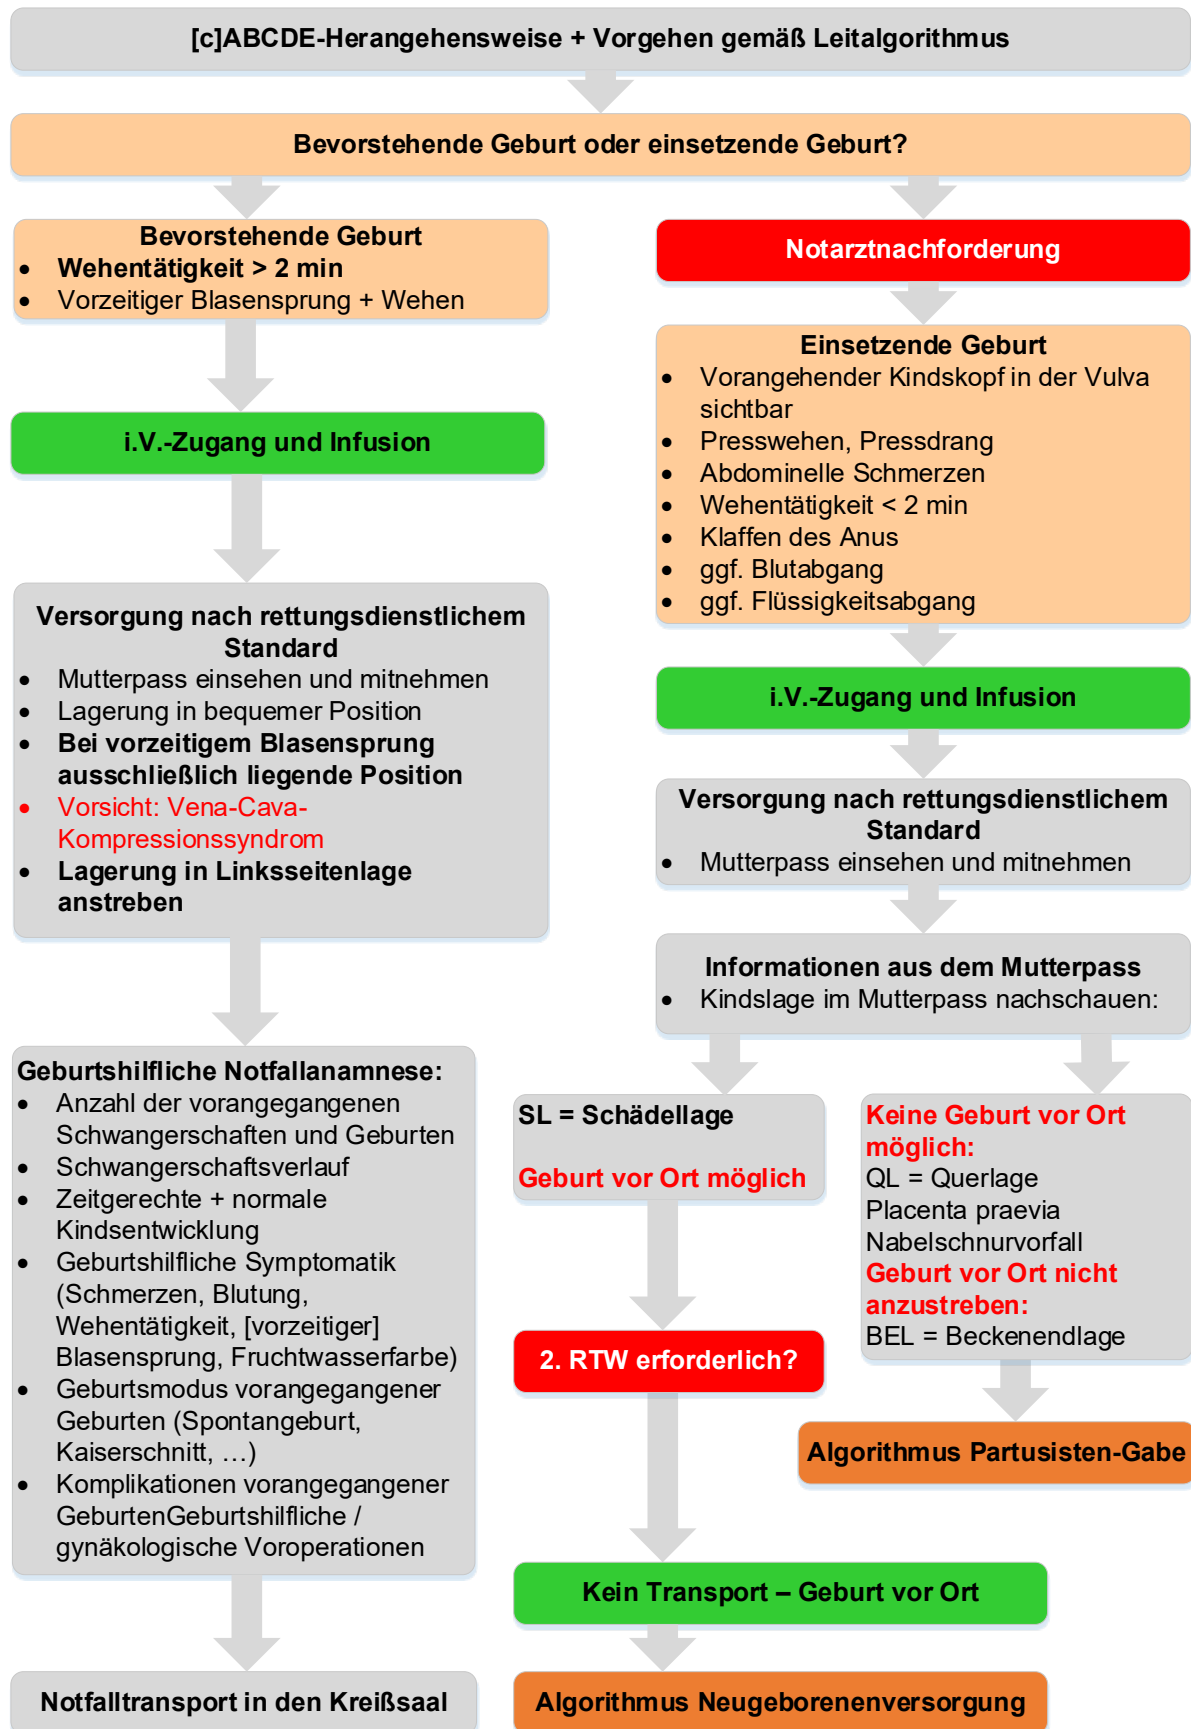 [c]ABCDE-Herangehensweise + Vorgehen gemäß Leitalgorithmus
Bevorstehende Geburt oder einsetzende Geburt?
Bevorstehende Geburt
• Wehentätigkeit > 2 min
• Vorzeitiger Blasensprung + Wehen
i.V.-Zugang und Infusion
Versorgung nach rettungsdienstlichem
Standard
• Mutterpass einsehen und mitnehmen
• Lagerung in bequemer Position
• Bei vorzeitigem Blasensprung
ausschließlich liegende Position
• Vorsicht: Vena-Cava-
Kompressionssyndrom
• Lagerung in Linksseitenlage
anstreben
Geburtshilfliche Notfallanamnese:
• Anzahl der vorangegangenen
Schwangerschaften und Geburten
• Schwangerschaftsverlauf
• Zeitgerechte + normale
Kindsentwicklung
• Geburtshilfliche Symptomatik
(Schmerzen, Blutung,
Wehentätigkeit, [vorzeitiger]
Blasensprung, Fruchtwasserfarbe)
• Geburtsmodus vorangegangener
Geburten (Spontangeburt,
Kaiserschnitt, …)
• Komplikationen vorangegangener
GeburtenGeburtshilfliche /
gynäkologische Voroperationen
Notfalltransport in den Kreißsaal
Notarztnachforderung
Einsetzende Geburt
• Vorangehender Kindskopf in der Vulva
sichtbar
• Presswehen, Pressdrang
• Abdominelle Schmerzen
• Wehentätigkeit < 2 min
• Klaffen des Anus
• ggf. Blutabgang
• ggf. Flüssigkeitsabgang
i.V.-Zugang und Infusion
Versorgung nach rettungsdienstlichem
Standard
• Mutterpass einsehen und mitnehmen
Informationen aus dem Mutterpass
• Kindslage im Mutterpass nachschauen:
SL = Schädellage
Geburt vor Ort möglich
2. RTW erforderlich?
Kein Transport – Geburt vor Ort
Algorithmus Neugeborenenversorgung
Keine Geburt vor Ort
möglich:
QL = Querlage
Placenta praevia
Nabelschnurvorfall
Geburt vor Ort nicht
anzustreben:
BEL = Beckenendlage
Algorithmus Partusisten-Gabe